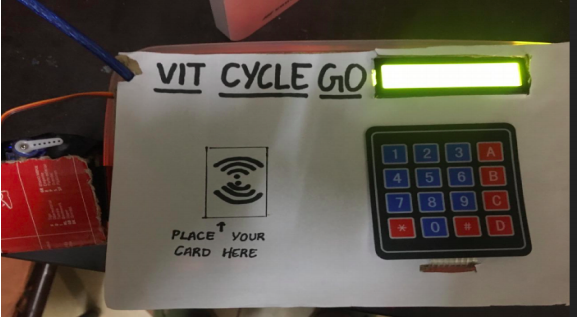 VIT CYCLE GO
1 2 3 A
4 5 6 B
7 8 9 C
* 0 # D
PLACE ↑ YOUR
CARD HERE